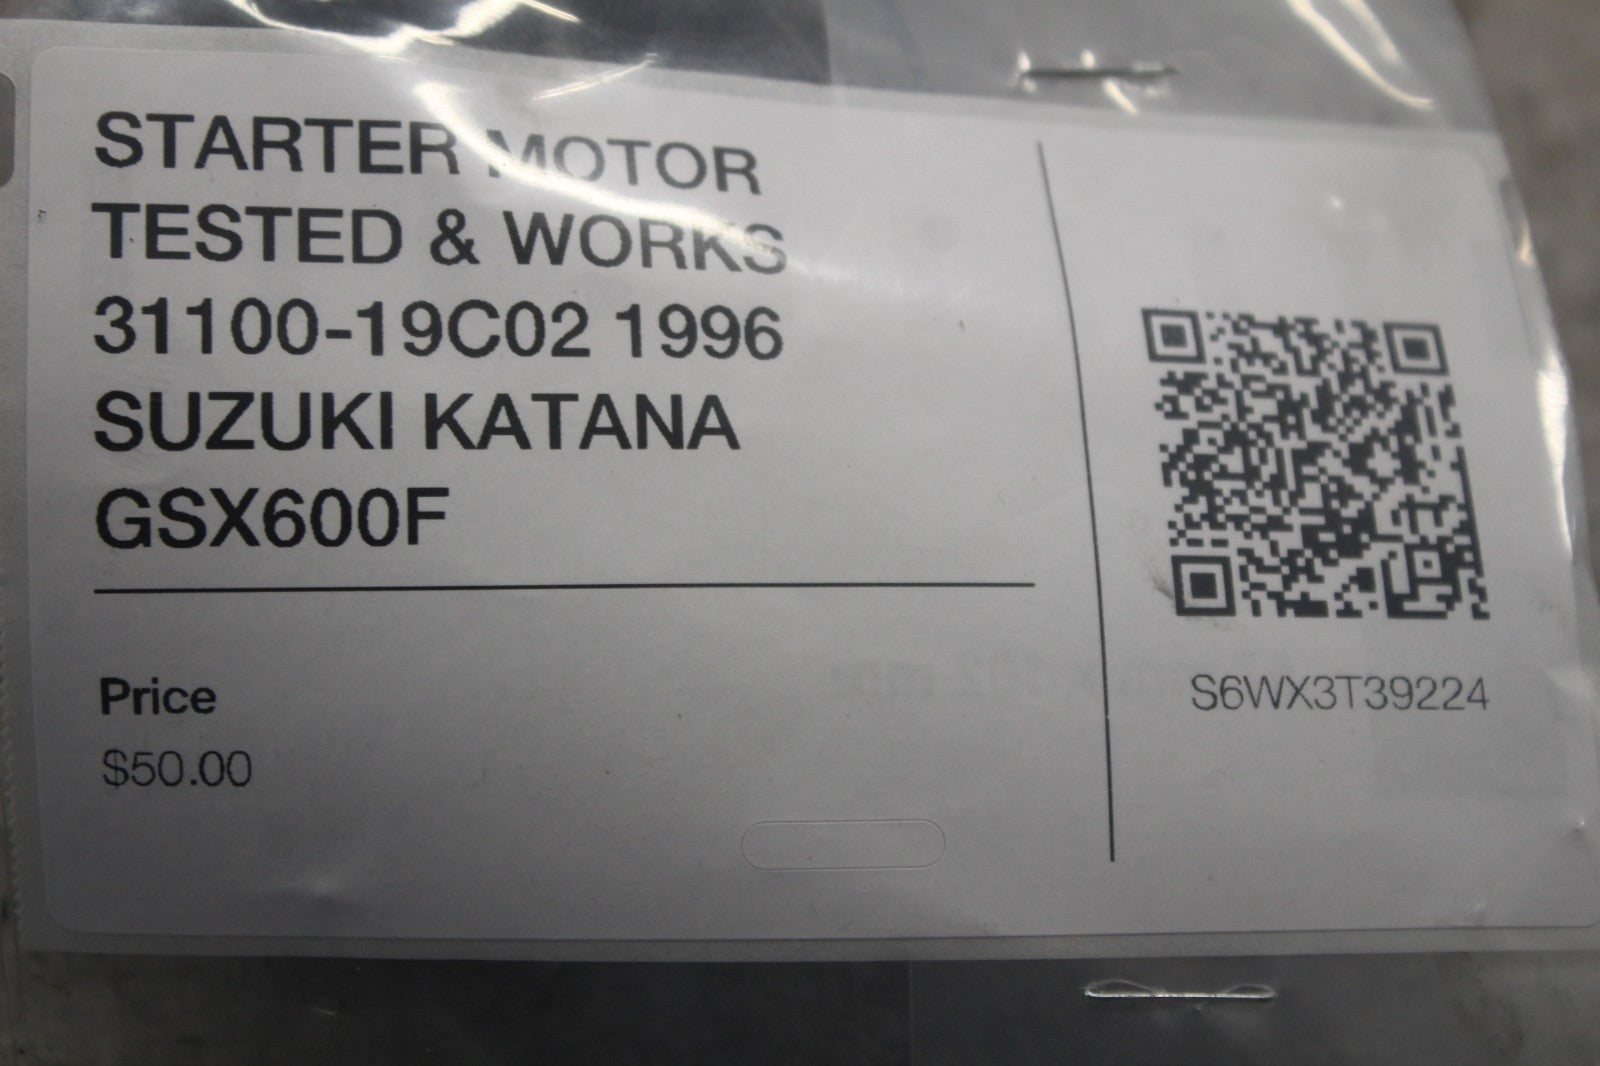 STARTER MOTOR
TESTED & WORKS
31100-19C02 1996
SUZUKI KATANA
GSX600F
Price
$50.00
S6WX3T39224